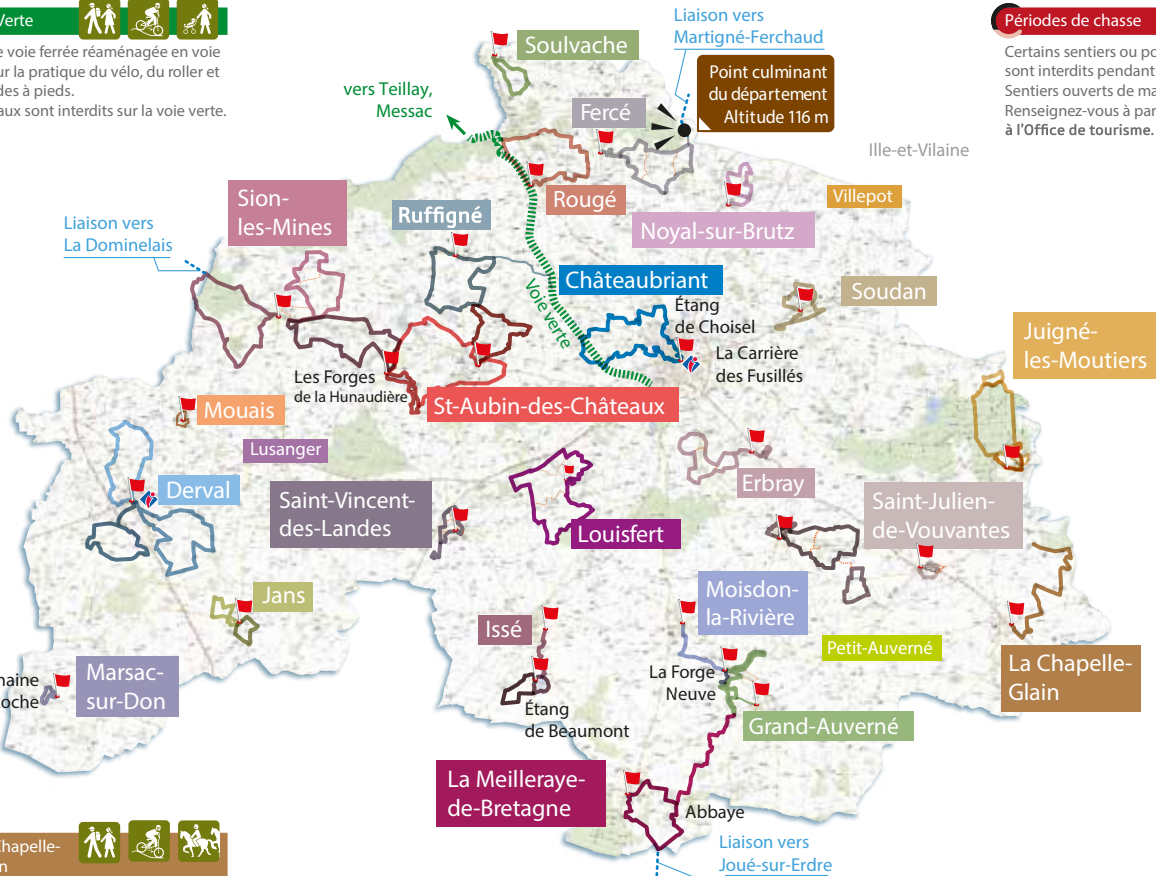 Verte
e voie ferrée réaménagée en voie
ur la pratique du vélo, du roller et
des à pieds.
aux sont interdits sur la voie verte.
Périodes de chasse
Certains sentiers ou po
sont interdits pendant
Sentiers ouverts de ma
Renseignez-vous à par
à l'Office de tourisme.
Liaison vers
Martigné-Ferchaud
Soulvache
Point culminant
du département
Altitude 116 m
vers Teillay,
Messac
Fercé
Ille-et-Vilaine
Rougé
Villepot
Noyal-sur-Brutz
Sion-
les-Mines
Ruffigné
Liaison vers
La Dominelais
Châteaubriant
Voie verte
Étang
de Choisel
Soudan
La Carrière
des Fusillés
Juigné-
les-Moutiers
Les Forges
de la Hunaudière
St-Aubin-des-Châteaux
Mouais
Lusanger
Derval
Saint-Vincent-
des-Landes
Louisfert
Erbray
Saint-Julien-
de-Vouvantes
Jans
Issé
Moisdon-
la-Rivière
Petit-Auverné
La Chapelle-
Glain
maine
oche
Marsac-
sur-Don
La Forge
Neuve
Étang
de Beaumont
Grand-Auverné
La Meilleraye-
de-Bretagne
Abbaye
Liaison vers
Joué-sur-Erdre
Chapelle-
n